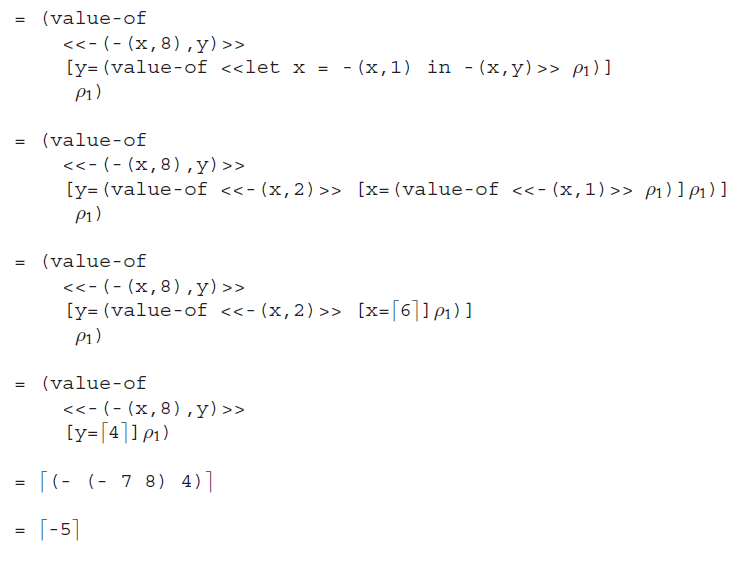 = (value-of
<<-(-(x,8),y)>>
[y=(value-of <<let x = -(x,1) in -(x,y)>> ρ₁)]
ρ₁)
= (value-of
<<-(-(x,8),y)>>
[y=(value-of <<-(x,2)>> [x=(value-of <<-(x,1)>> ρ₁)]ρ₁)]
ρ₁)
= (value-of
<<-(-(x,8),y)>>
[y=(value-of <<-(x,2)>> [x=⌈6⌉]ρ₁)]
ρ₁)
= (value-of
<<-(-(x,8),y)>>
[y=⌈4⌉]ρ₁)
= ⌈(- (- 7 8) 4)⌉
= ⌈-5⌉